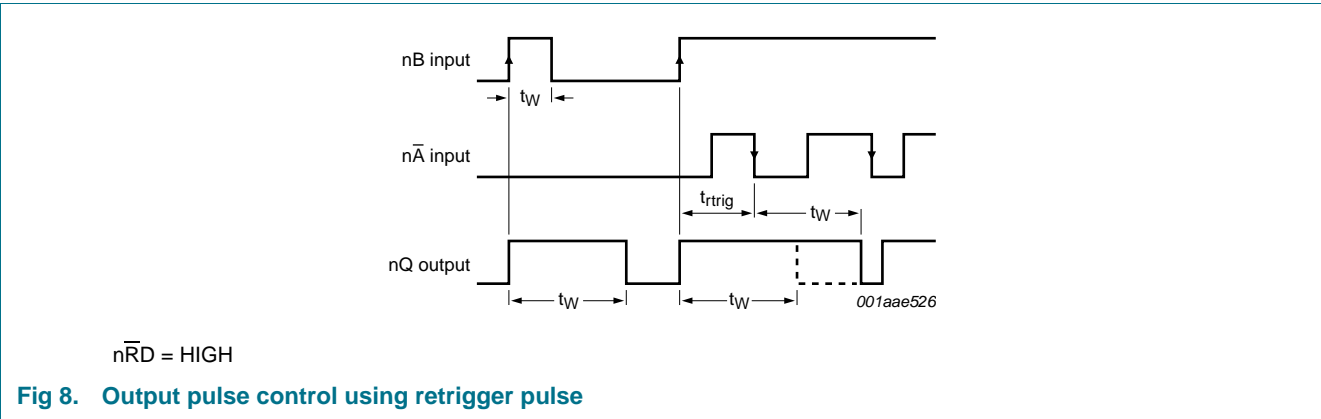 nB input
tW
nA̅ input
trtrig
tW
nQ output
tW
tW
001aae526
nR̅D = HIGH
Fig 8. Output pulse control using retrigger pulse